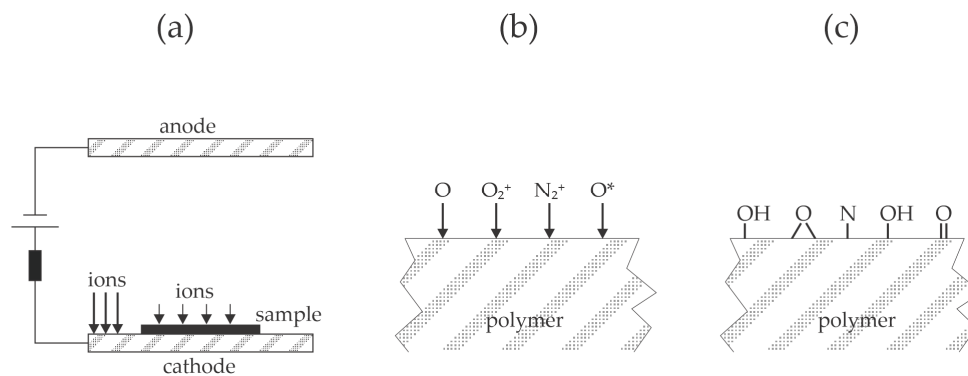 (a)
anode
ions
ions
sample
cathode
(b)
O O₂⁺ N₂⁺ O*
polymer
(c)
OH O N OH O
polymer